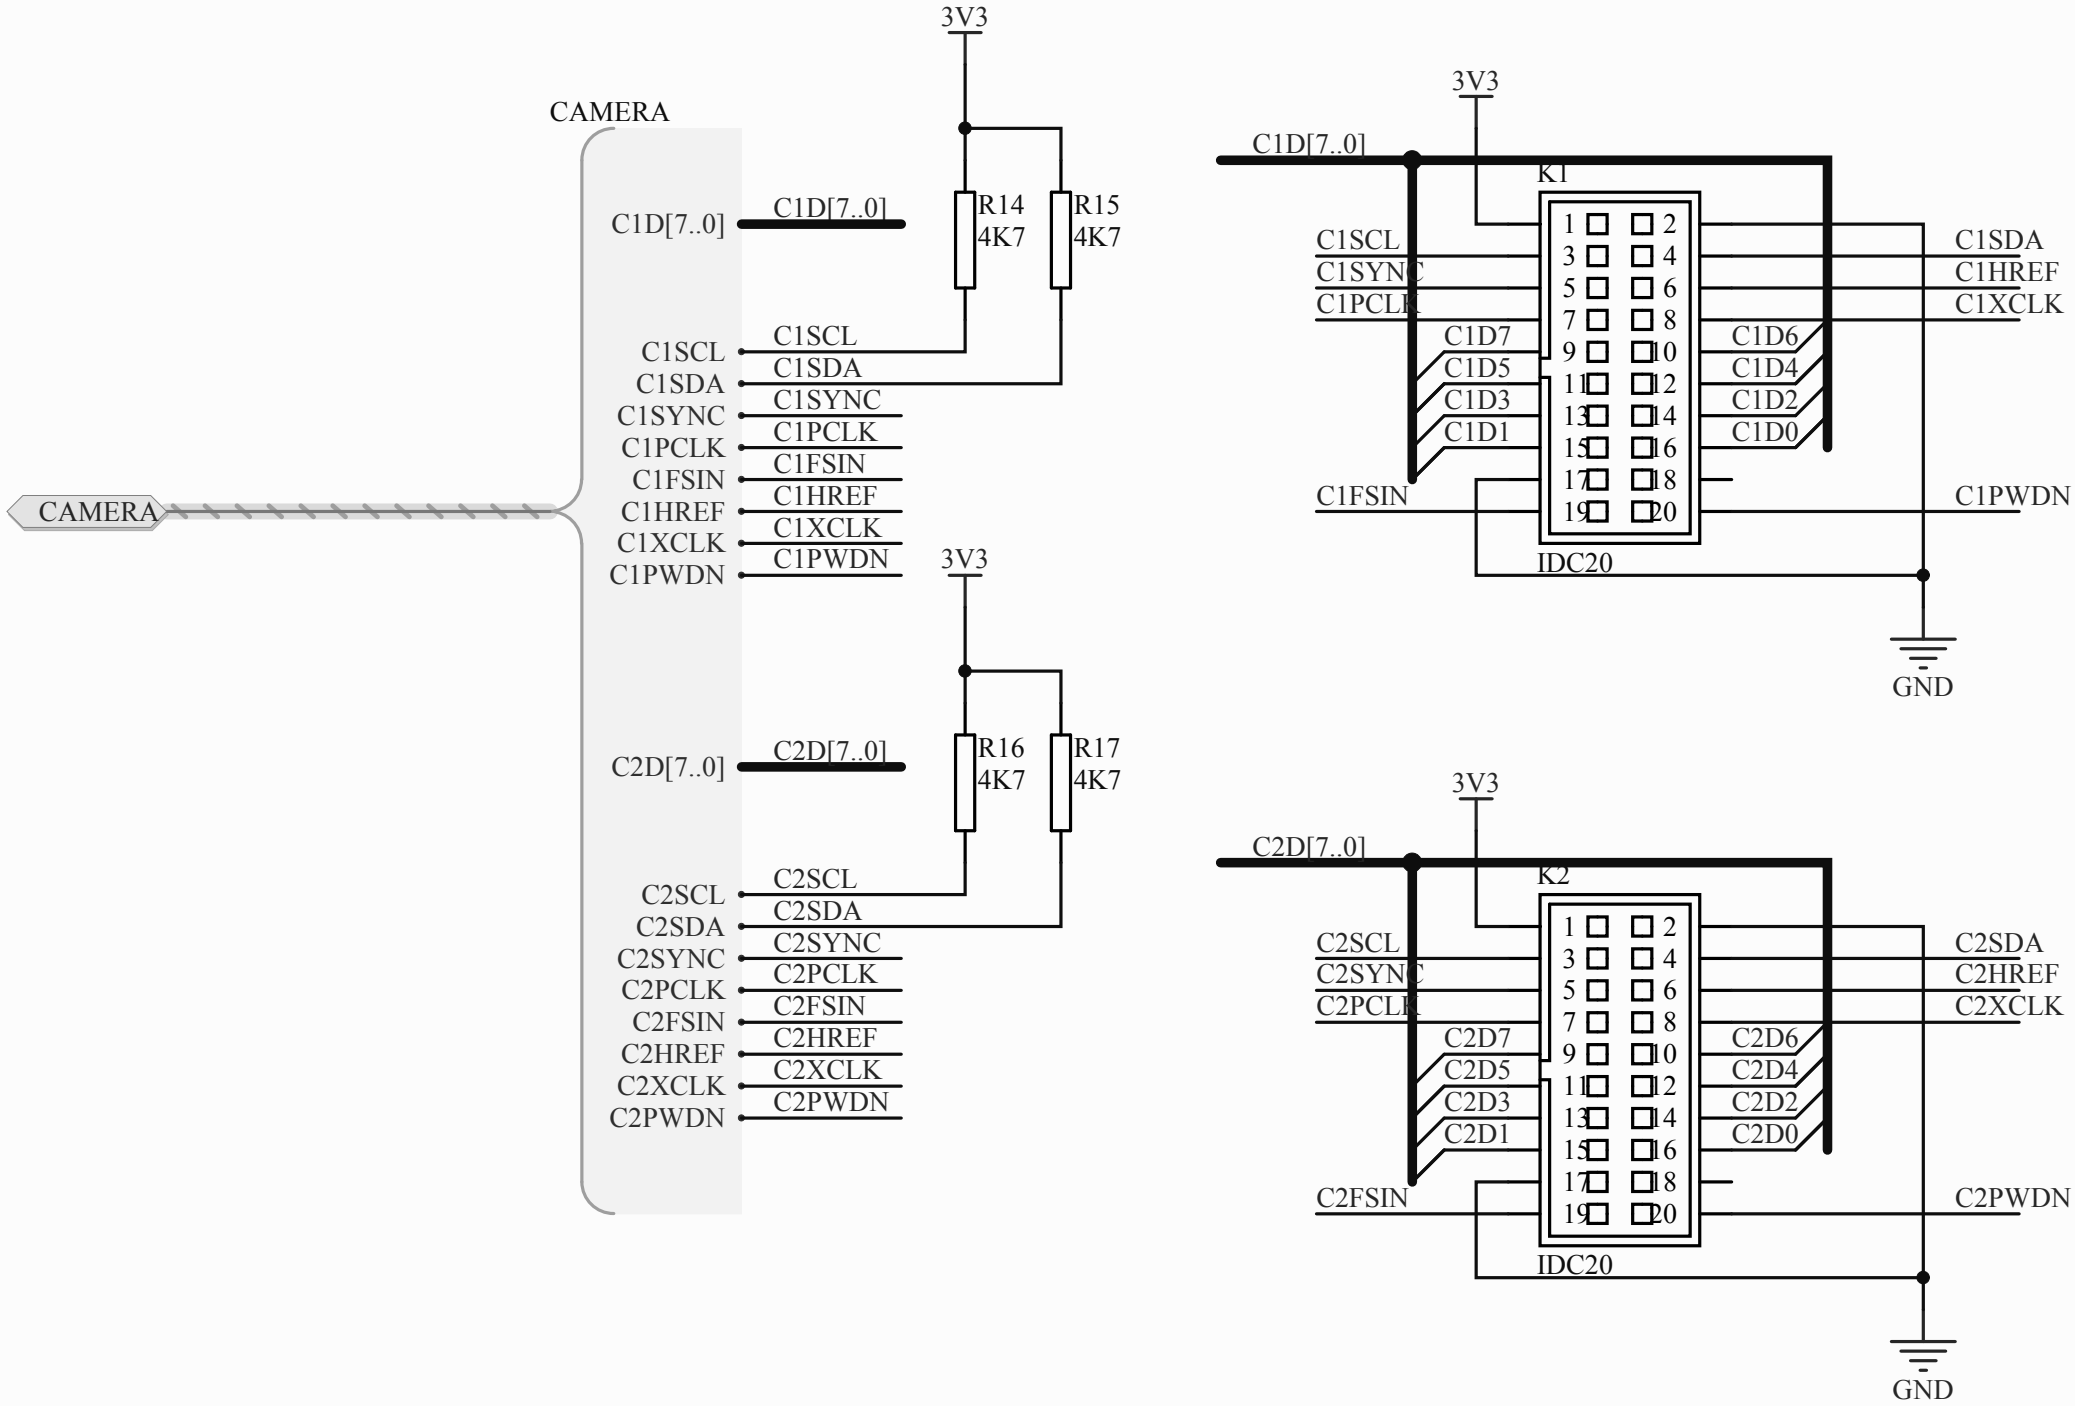 3V3
CAMERA
C1D[7..0] C1D[7..0]
R14 R15
4K7 4K7
C1SCL C1SCL
C1SDA C1SDA
C1SYNC C1SYNC
C1PCLK C1PCLK
C1FSIN C1FSIN
CAMERA
C1HREF C1HREF
C1XCLK C1XCLK
C1PWDN C1PWDN
3V3
C2D[7..0] C2D[7..0]
R16 R17
4K7 4K7
C2SCL C2SCL
C2SDA C2SDA
C2SYNC C2SYNC
C2PCLK C2PCLK
C2FSIN C2FSIN
C2HREF C2HREF
C2XCLK C2XCLK
C2PWDN C2PWDN
3V3
C1D[7..0]
K1
1 2
C1SCL 3 4 C1SDA
C1SYNC 5 6 C1HREF
C1PCLK 7 8 C1XCLK
C1D7 9 10 C1D6
C1D5 11 12 C1D4
C1D3 13 14 C1D2
C1D1 15 16 C1D0
17 18
C1FSIN 19 20 C1PWDN
IDC20
GND
3V3
C2D[7..0]
K2
1 2
C2SCL 3 4 C2SDA
C2SYNC 5 6 C2HREF
C2PCLK 7 8 C2XCLK
C2D7 9 10 C2D6
C2D5 11 12 C2D4
C2D3 13 14 C2D2
C2D1 15 16 C2D0
17 18
C2FSIN 19 20 C2PWDN
IDC20
GND